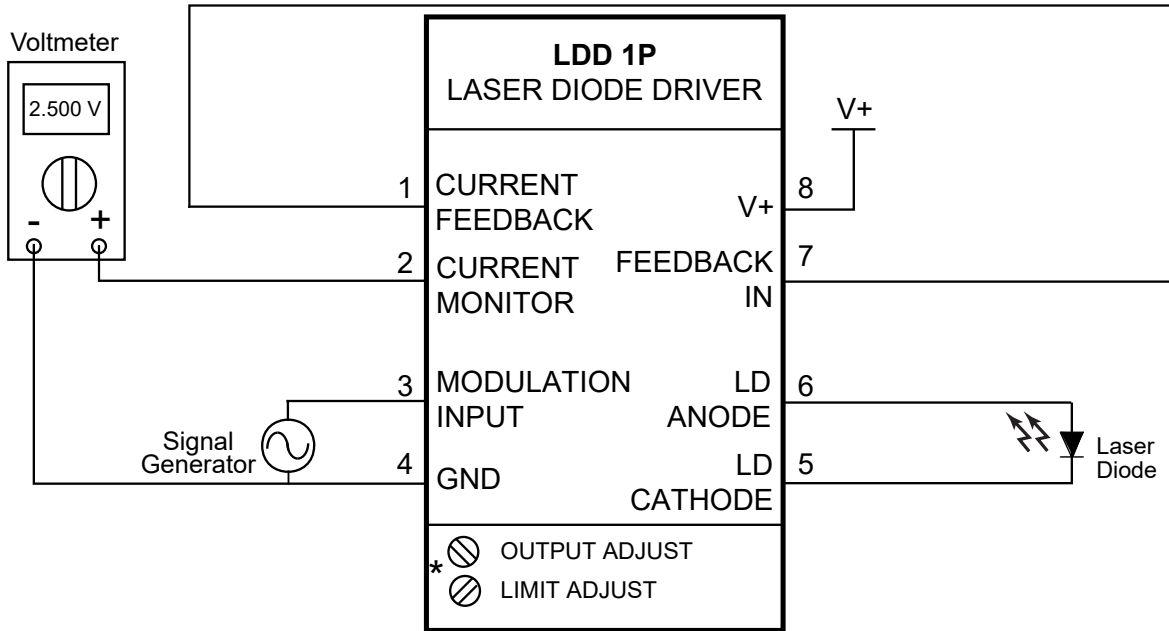 Voltmeter
2.500 V
-
+
LDD 1P
LASER DIODE DRIVER
V+
1
CURRENT
FEEDBACK
8
V+
2
CURRENT
MONITOR
FEEDBACK
IN
7
3
MODULATION
INPUT
LD
ANODE
6
Signal
Generator
4
GND
LD
CATHODE
5
Laser
Diode
*
OUTPUT ADJUST
LIMIT ADJUST